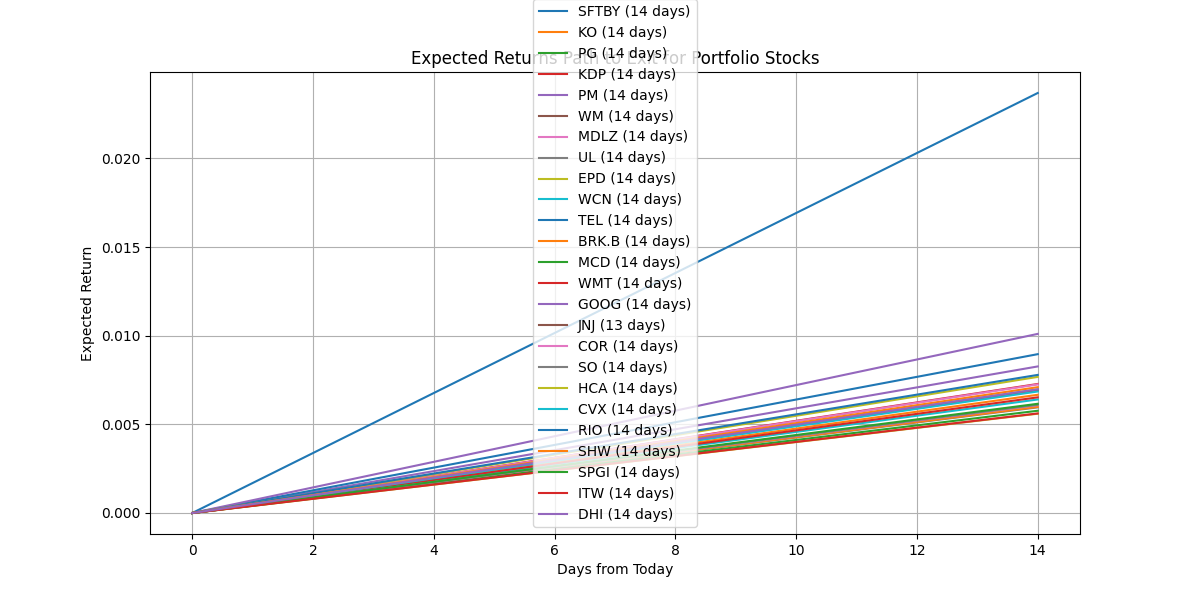 SFTBY (14 days)
KO (14 days)
PG (14 days)
Expected Returns Path to Exit for Portfolio Stocks
KDP (14 days)
PM (14 days)
WM (14 days)
MDLZ (14 days)
UL (14 days)
EPD (14 days)
WCN (14 days)
TEL (14 days)
BRK.B (14 days)
MCD (14 days)
WMT (14 days)
GOOG (14 days)
JNJ (13 days)
COR (14 days)
SO (14 days)
HCA (14 days)
CVX (14 days)
RIO (14 days)
SHW (14 days)
SPGI (14 days)
ITW (14 days)
DHI (14 days)
Expected Return
0.020
0.015
0.010
0.005
0.000
0 2 4 6 8 10 12 14
Days from Today